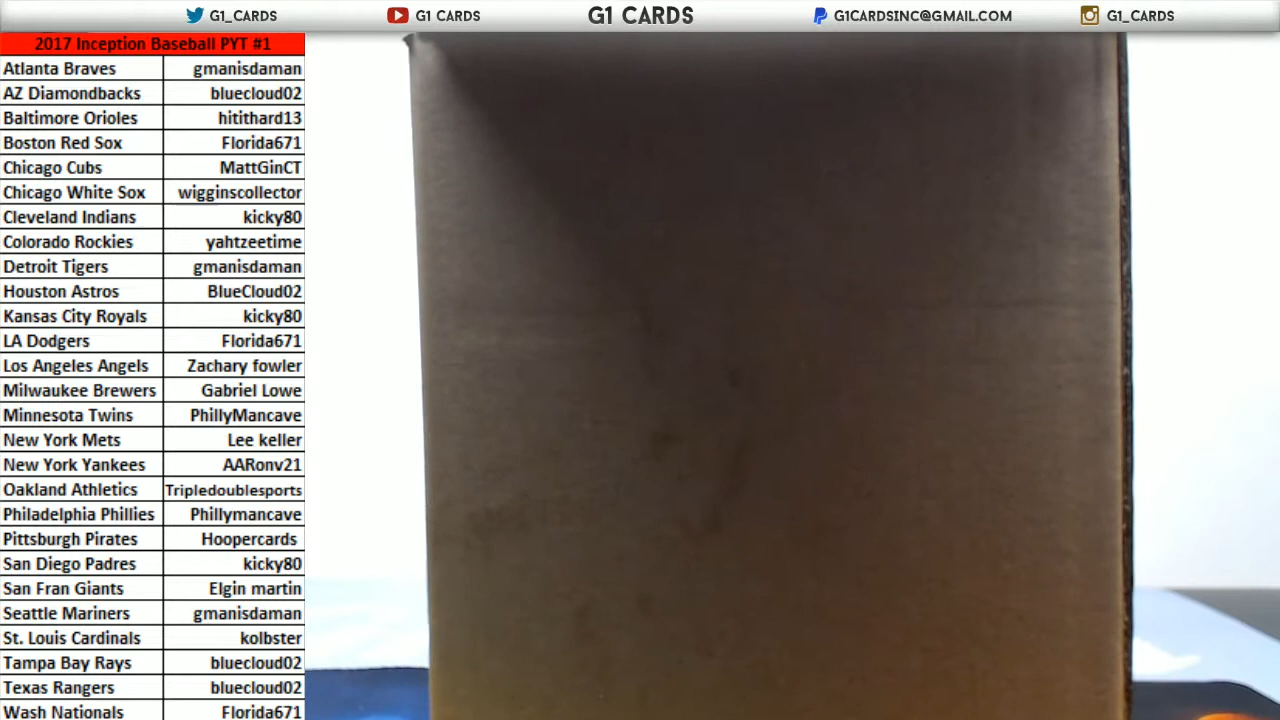 G1_CARDS G1 CARDS G1 CARDS G1CARDSINC@GMAIL.COM G1_CARDS
2017 Inception Baseball PYT #1
Atlanta Braves gmanisdaman
AZ Diamondbacks bluecloud02
Baltimore Orioles hitithard13
Boston Red Sox Florida671
Chicago Cubs MattGinCT
Chicago White Sox wigginscollector
Cleveland Indians kicky80
Colorado Rockies yahtzeetime
Detroit Tigers gmanisdaman
Houston Astros BlueCloud02
Kansas City Royals kicky80
LA Dodgers Florida671
Los Angeles Angels Zachary fowler
Milwaukee Brewers Gabriel Lowe
Minnesota Twins PhillyMancave
New York Mets Lee keller
New York Yankees AARonv21
Oakland Athletics Tripledoublesports
Philadelphia Phillies Phillymancave
Pittsburgh Pirates Hoopercards
San Diego Padres kicky80
San Fran Giants Elgin martin
Seattle Mariners gmanisdaman
St. Louis Cardinals kolbster
Tampa Bay Rays bluecloud02
Texas Rangers bluecloud02
Wash Nationals Florida671